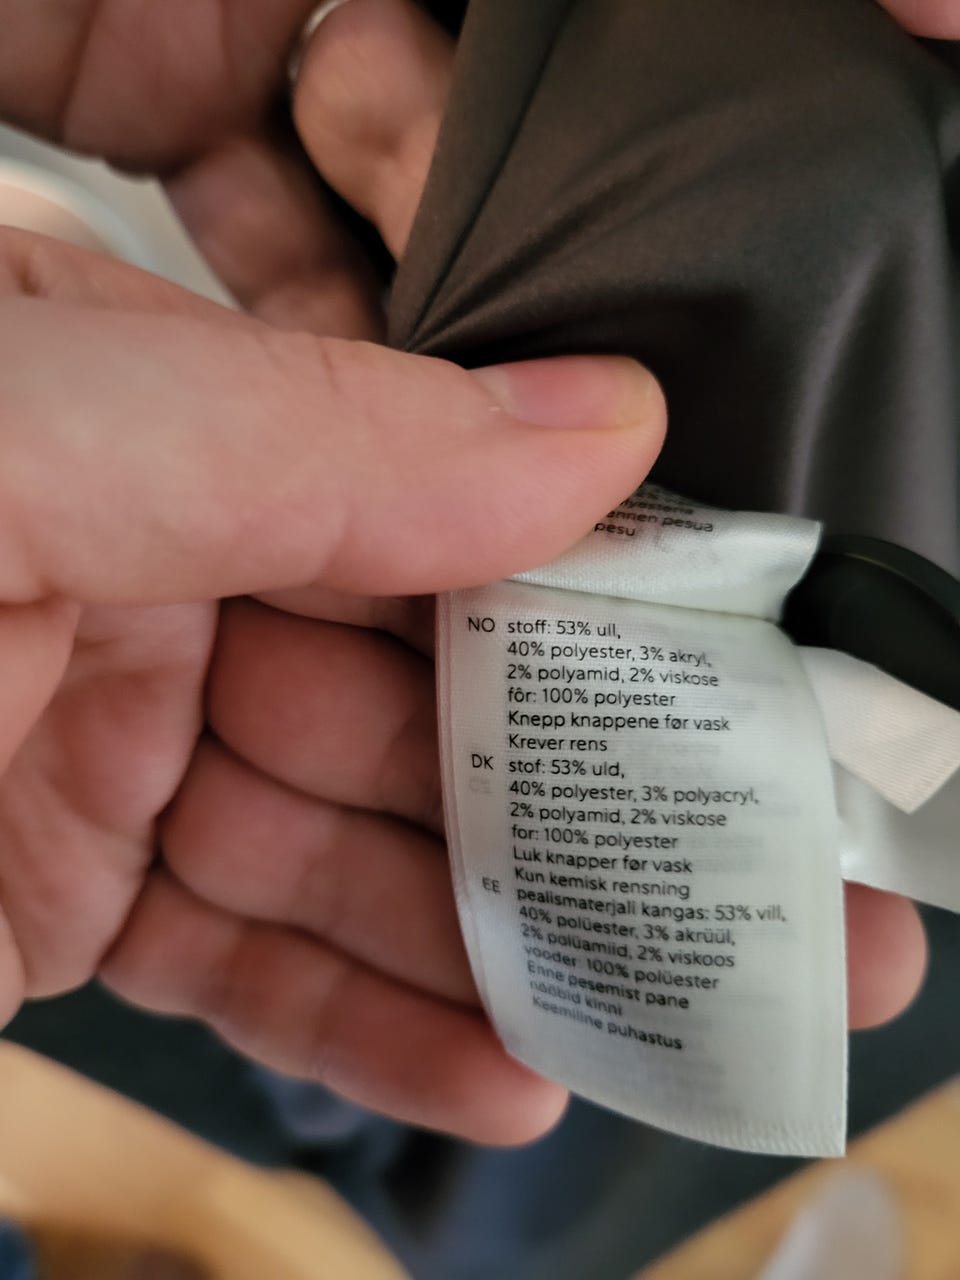 ennen pesua
pesu
NO stoff: 53% ull,
40% polyester, 3% akryl,
2% polyamid, 2% viskose
fôr: 100% polyester
Knepp knappene før vask
Krever rens
DK stof: 53% uld,
40% polyester, 3% polyacryl,
2% polyamid, 2% viskose
for: 100% polyester
Luk knapper før vask
Kun kemisk rensning
EE pealismaterjali kangas: 53% vill,
40% polüester, 3% akrüül,
2% polüamiid, 2% viskoos
vooder: 100% polüester
Enne pesemist pane
nööbid kinni
Keemiline puhastus